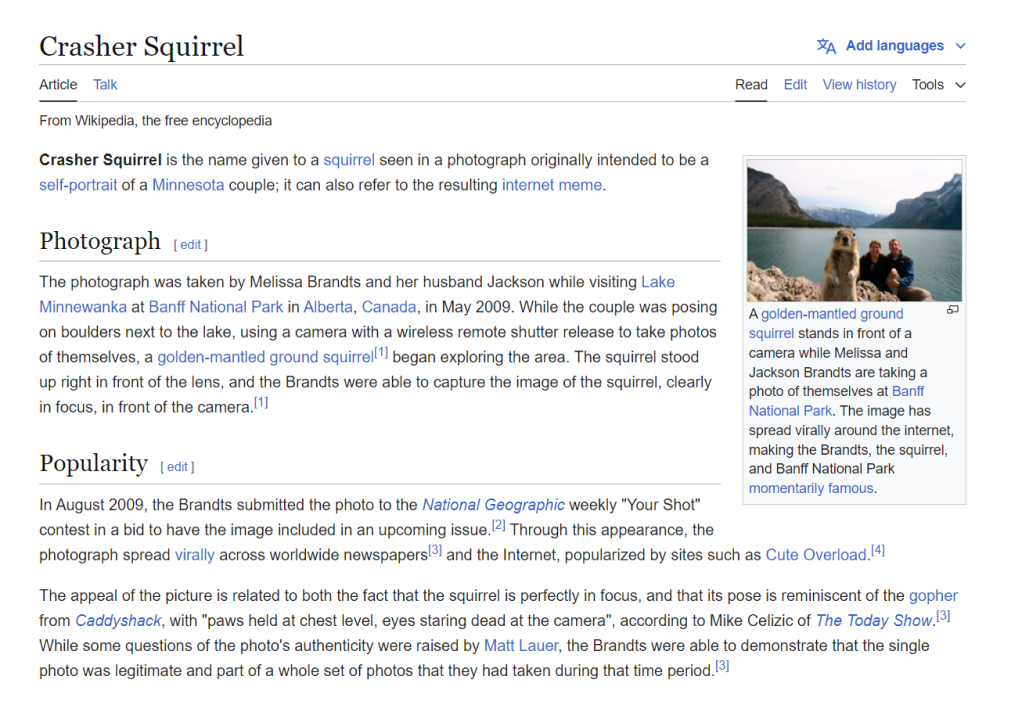 Crasher Squirrel
Add languages
Article Talk
Read Edit View history Tools
From Wikipedia, the free encyclopedia
Crasher Squirrel is the name given to a squirrel seen in a photograph originally intended to be a
self-portrait of a Minnesota couple; it can also refer to the resulting internet meme.
Photograph [ edit ]
The photograph was taken by Melissa Brandts and her husband Jackson while visiting Lake
Minnewanka at Banff National Park in Alberta, Canada, in May 2009. While the couple was posing
on boulders next to the lake, using a camera with a wireless remote shutter release to take photos
of themselves, a golden-mantled ground squirrel[1] began exploring the area. The squirrel stood
up right in front of the lens, and the Brandts were able to capture the image of the squirrel, clearly
in focus, in front of the camera.[1]
A golden-mantled ground
squirrel stands in front of a
camera while Melissa and
Jackson Brandts are taking a
photo of themselves at Banff
National Park. The image has
spread virally around the internet,
making the Brandts, the squirrel,
and Banff National Park
momentarily famous.
Popularity [ edit ]
In August 2009, the Brandts submitted the photo to the National Geographic weekly "Your Shot"
contest in a bid to have the image included in an upcoming issue.[2] Through this appearance, the
photograph spread virally across worldwide newspapers[3] and the Internet, popularized by sites such as Cute Overload.[4]
The appeal of the picture is related to both the fact that the squirrel is perfectly in focus, and that its pose is reminiscent of the gopher
from Caddyshack, with "paws held at chest level, eyes staring dead at the camera", according to Mike Celizic of The Today Show.[3]
While some questions of the photo's authenticity were raised by Matt Lauer, the Brandts were able to demonstrate that the single
photo was legitimate and part of a whole set of photos that they had taken during that time period.[3]